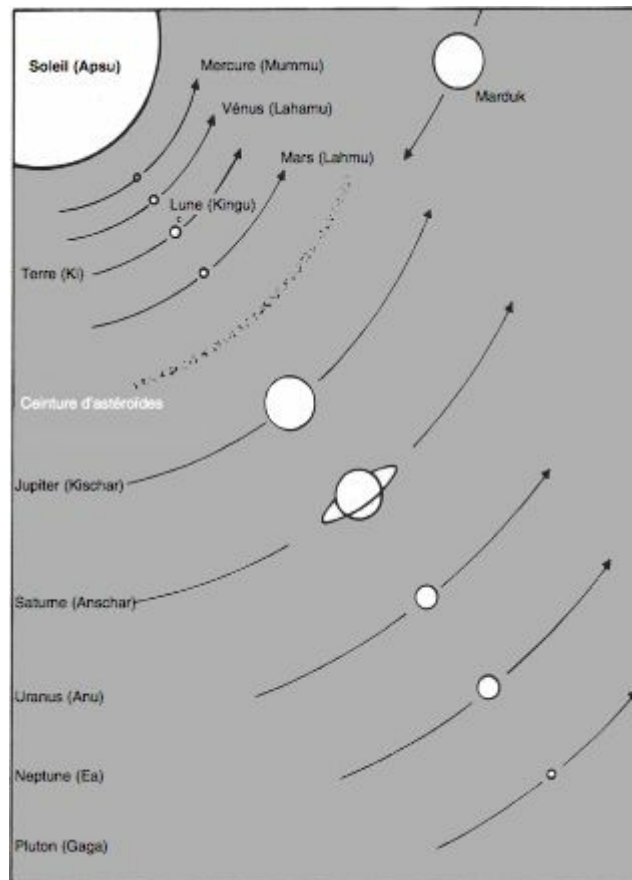 Soleil (Apsu)
Mercure (Mummu)
Marduk
Vénus (Lahamu)
Mars (Lahmu)
Lune (Kingu)
Terre (Ki)
Ceinture d'astéroïdes
Jupiter (Kischar)
Saturne (Anschar)
Uranus (Anu)
Neptune (Ea)
Pluton (Gaga)